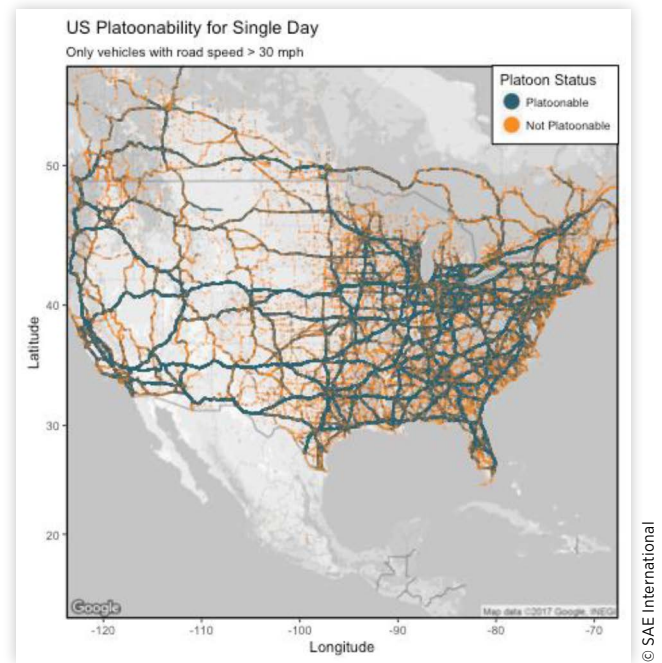 US Platoonability for Single Day
Only vehicles with road speed > 30 mph
Platoon Status
Platoonable
Not Platoonable
50
40
30
20
Latitude
-120
-110
-100
-90
-80
-70
Longitude
Google
Map data ©2017 Google, INEGI
© SAE International